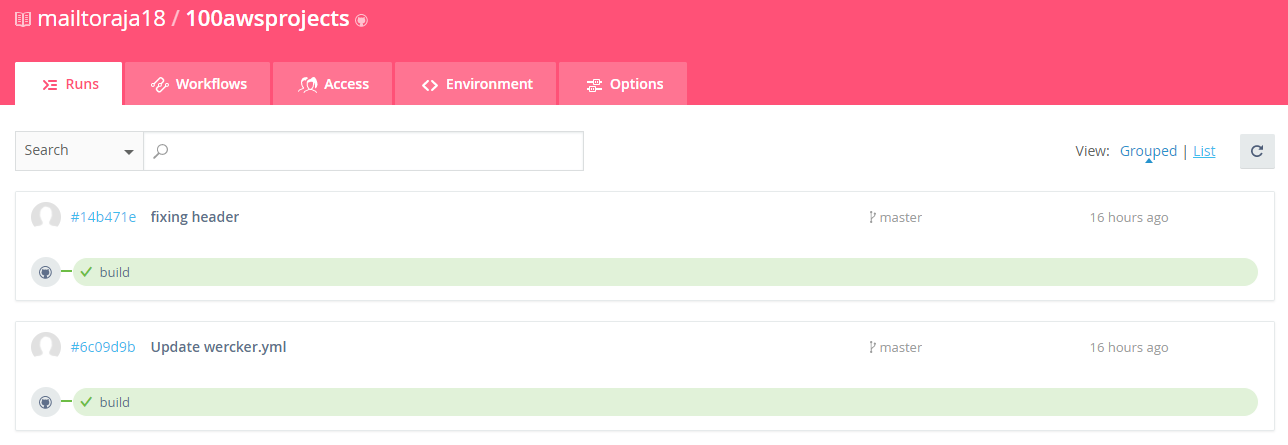 mailtoraja18 / 100awsprojects
Runs Workflows Access Environment Options
Search View: Grouped | List
#14b471e fixing header master 16 hours ago
build
#6c09d9b Update wercker.yml master 16 hours ago
build